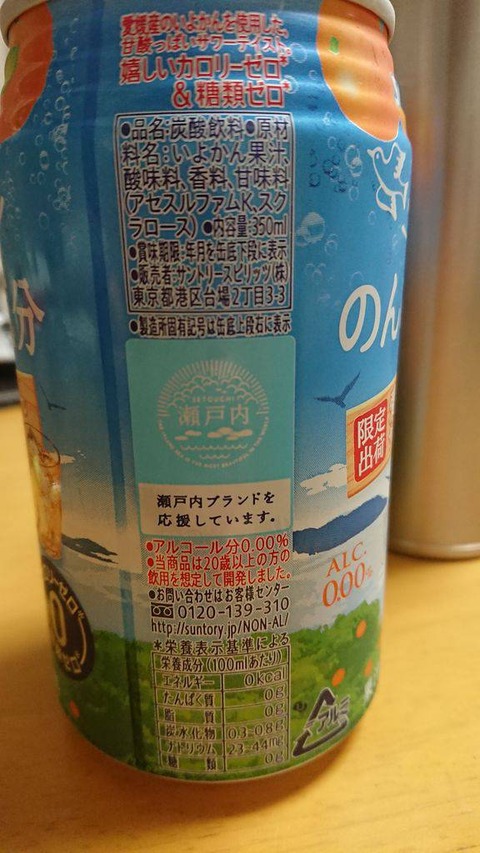 愛媛産のいよかんを使用した、
甘酸っぱいサワーテイスト。
嬉しいカロリーゼロ*
&糖類ゼロ*
●品名:炭酸飲料●原材
料名:いよかん果汁、
酸味料、香料、甘味料
(アセスルファムK、スク
ラロース) ●内容量:350ml
●賞味期限:年月を缶底下段に表示
●販売者:サントリースピリッツ(株)
東京都港区台場2丁目3-3
●製造所固有記号は缶底上段右に表示
SETOUCHI
瀬戸内
瀬戸内ブランドを
応援しています。
●アルコール分0.00%
●当商品は20歳以上の方の
飲用を想定して開発しました。
●お問い合わせはお客様センター
0120-139-310
http://suntory.jp/NON-AL/
*栄養表示基準による
栄養成分(100mlあたり)
エネルギー 0kcal
たんぱく質 0g
脂質 0g
炭水化物 0.3-0.8g
ナトリウム 23-44mg
糖類 0g
アルミ
のん
限定
出荷
ALC.
0.00%
分
0